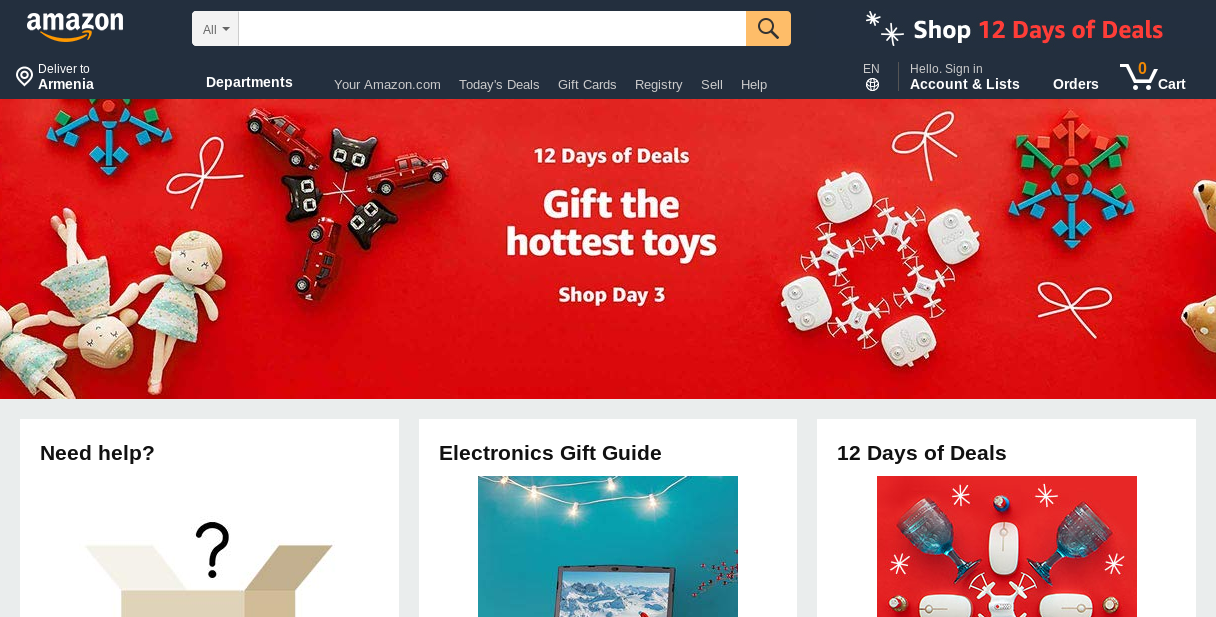 amazon
All
Shop 12 Days of Deals
Deliver to
Armenia
Departments
Your Amazon.com
Today's Deals
Gift Cards
Registry
Sell
Help
EN
Hello. Sign in
Account & Lists
Orders
0
Cart
12 Days of Deals
Gift the
hottest toys
Shop Day 3
Need help?
Electronics Gift Guide
12 Days of Deals
?